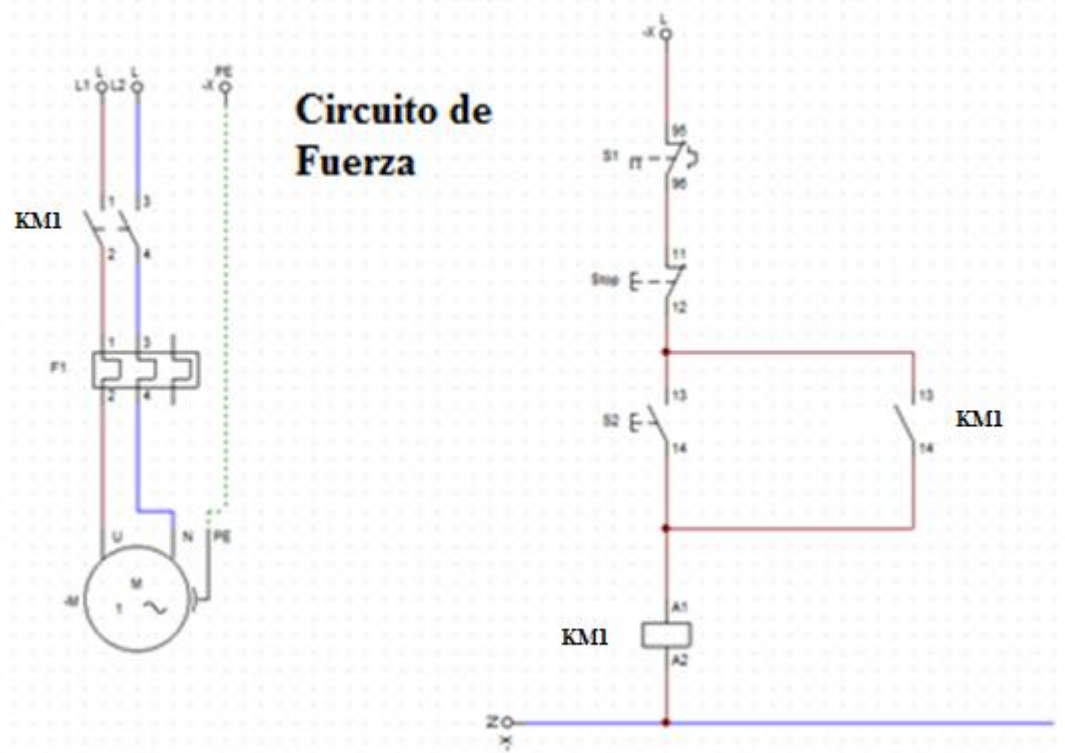 Circuito de
Fuerza
L L PE
L1 L2 -X
1 3
KM1
2 4
1 3
F1
2 4
U N PE
M
-M 1
L
-X
95
S1
96
11
Stop
12
13 13
S2 KM1
14 14
A1
KM1
A2
N